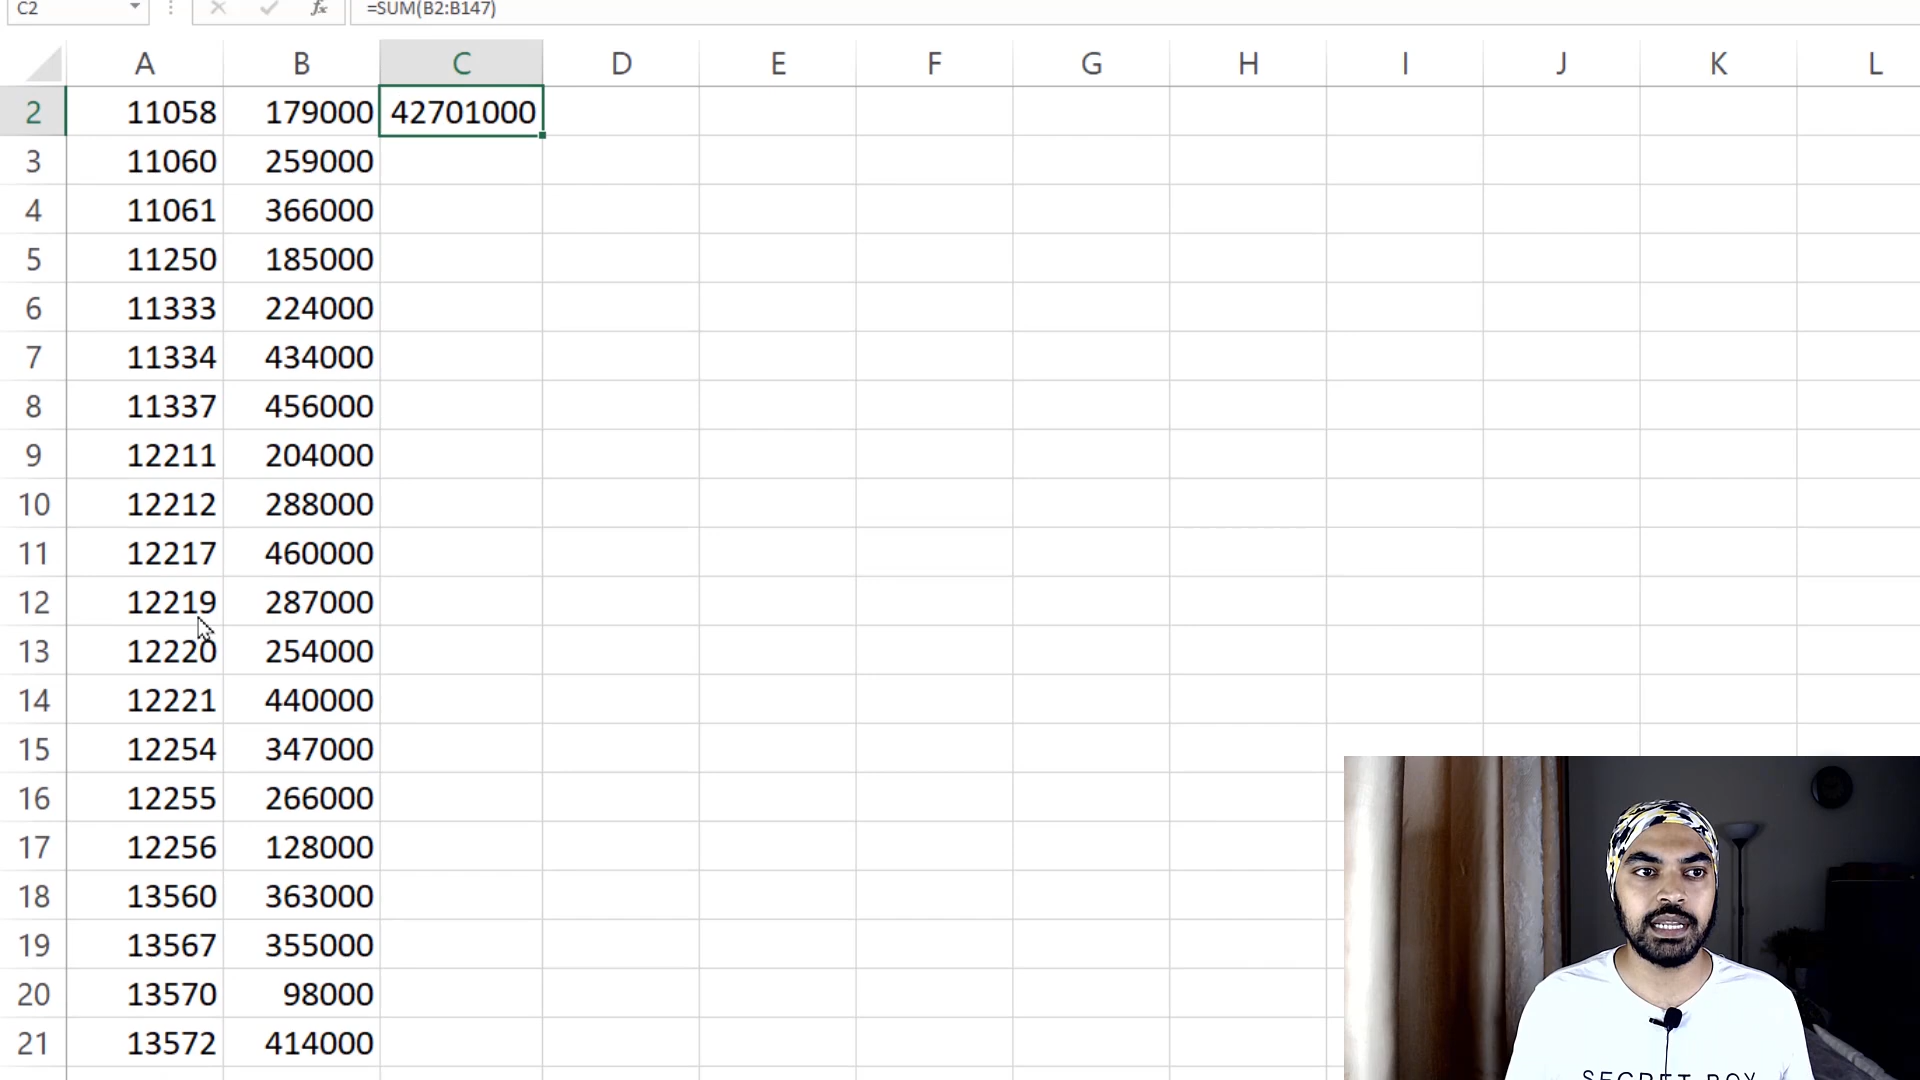 C2 fx =SUM(B2:B147)
A B C D E F G H I J K L
2 11058 179000 42701000
3 11060 259000
4 11061 366000
5 11250 185000
6 11333 224000
7 11334 434000
8 11337 456000
9 12211 204000
10 12212 288000
11 12217 460000
12 12219 287000
13 12220 254000
14 12221 440000
15 12254 347000
16 12255 266000
17 12256 128000
18 13560 363000
19 13567 355000
20 13570 98000
21 13572 414000
SECRET BOY